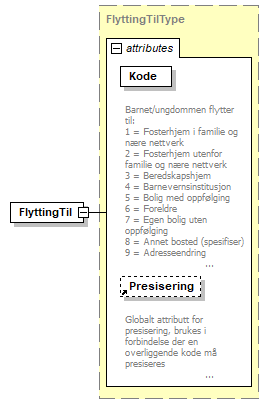 FlyttingTilType
attributes
Kode
Barnet/ungdommen flytter
til:
1 = Fosterhjem i familie og
nære nettverk
2 = Fosterhjem utenfor
familie og nære nettverk
3 = Beredskapshjem
4 = Barnevernsinstitusjon
5 = Bolig med oppfølging
6 = Foreldre
7 = Egen bolig uten
oppfølging
8 = Annet bosted (spesifiser)
9 = Adresseendring
...
FlyttingTil
Presisering
Globalt attributt for
presisering, brukes i
forbindelse der en
overliggende kode må
presiseres
...